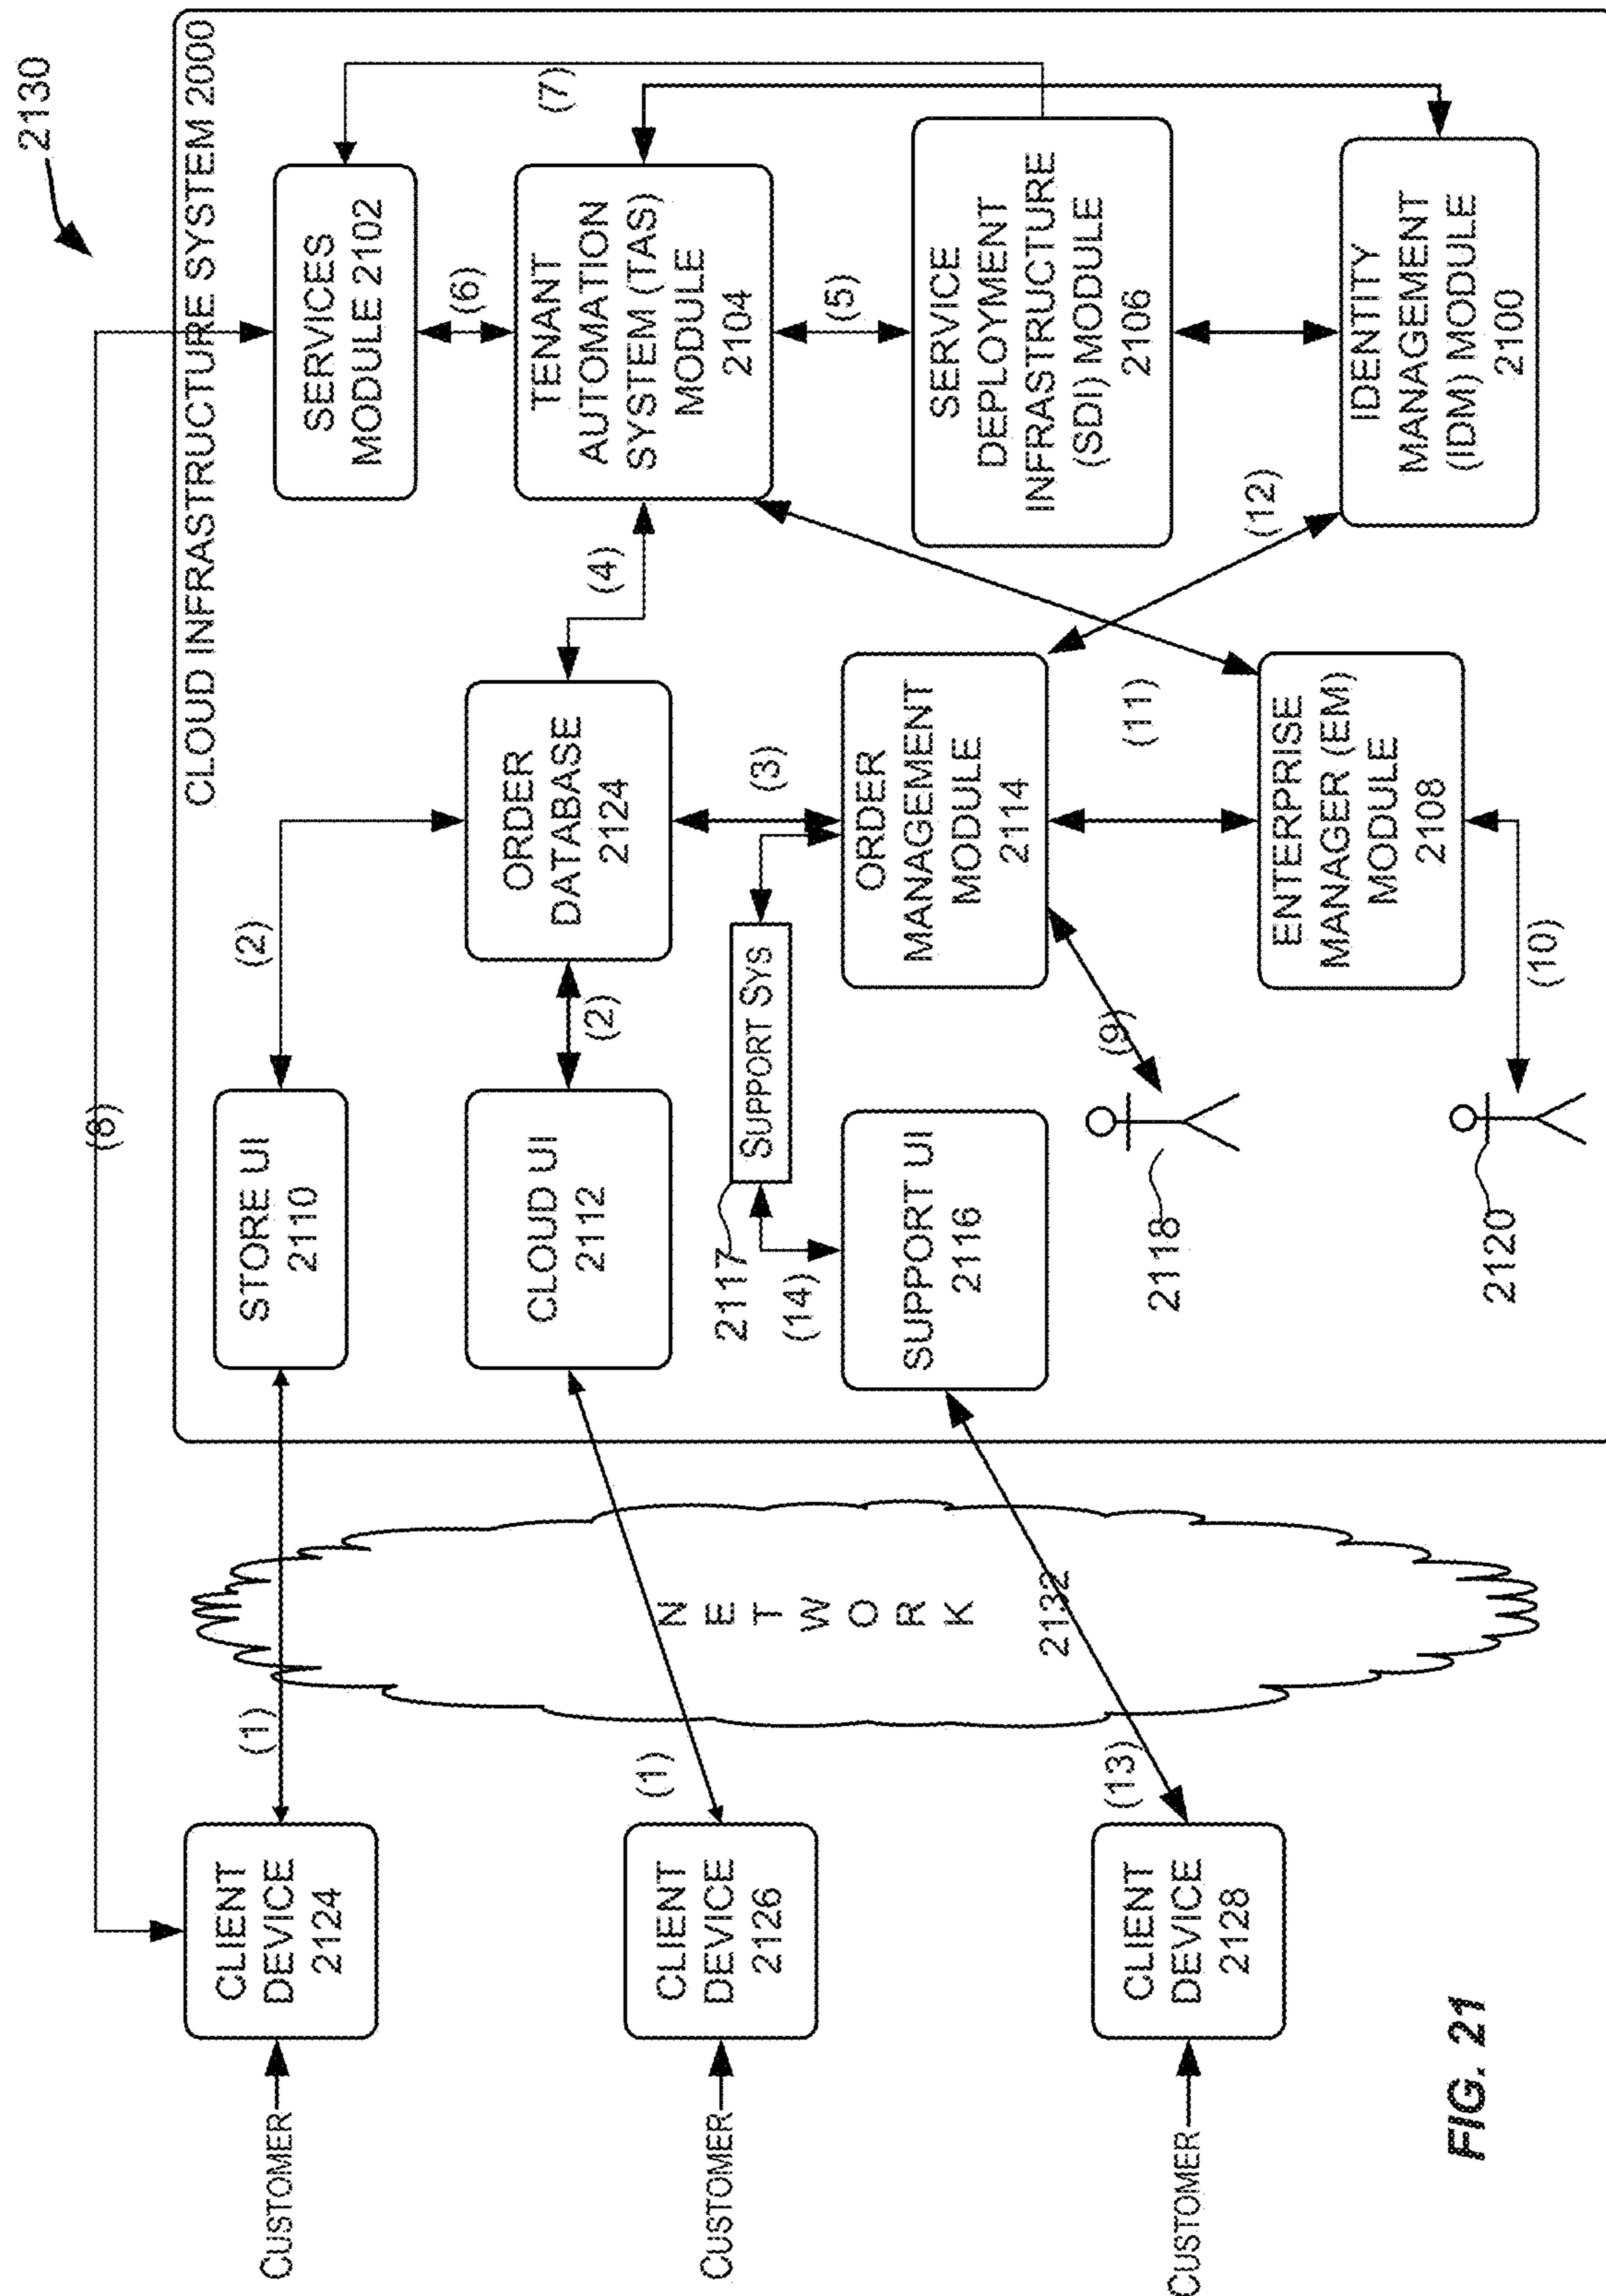 2130
CLOUD INFRASTRUCTURE SYSTEM 2000
(8)
CUSTOMER
CLIENT
DEVICE
2124
(1)
STORE UI
2110
(2)
SERVICES
MODULE 2102
(7)
(6)
CUSTOMER
CLIENT
DEVICE
2126
(1)
N
E
T
W
O
R
K
2132
CLOUD UI
2112
(2)
ORDER
DATABASE
2124
(4)
TENANT
AUTOMATION
SYSTEM (TAS)
MODULE
2104
(5)
2117
SUPPORT SYS
(3)
(14)
CUSTOMER
CLIENT
DEVICE
2128
(13)
SUPPORT UI
2116
ORDER
MANAGEMENT
MODULE
2114
SERVICE
DEPLOYMENT
INFRASTRUCTURE
(SDI) MODULE
2106
(9)
2118
(11)
(12)
ENTERPRISE
MANAGER (EM)
MODULE
2108
IDENTITY
MANAGEMENT
(IDM) MODULE
2100
2120
(10)
FIG. 21